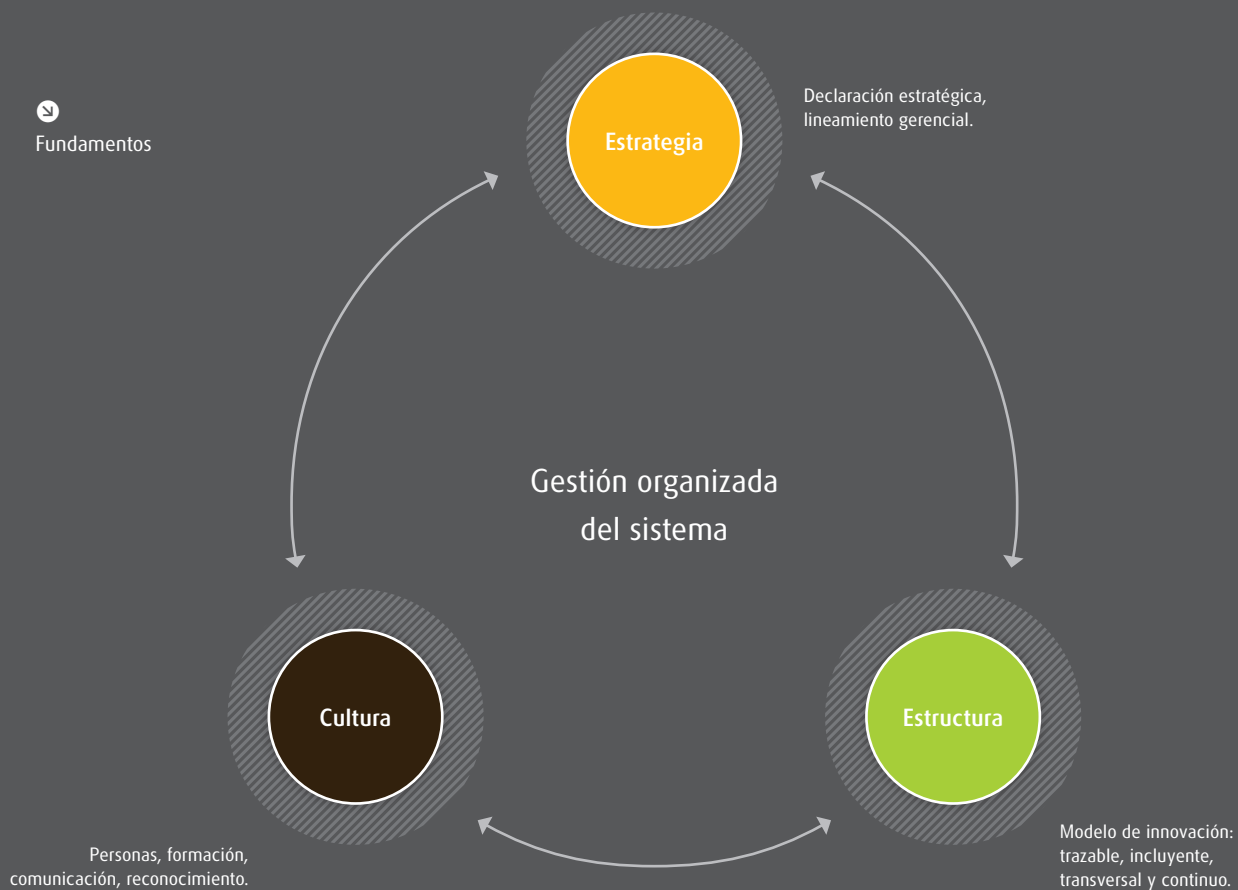 Fundamentos
Estrategia
Declaración estratégica,
lineamiento gerencial.
Gestión organizada
del sistema
Cultura
Personas, formación,
comunicación, reconocimiento.
Estructura
Modelo de innovación:
trazable, incluyente,
transversal y continuo.